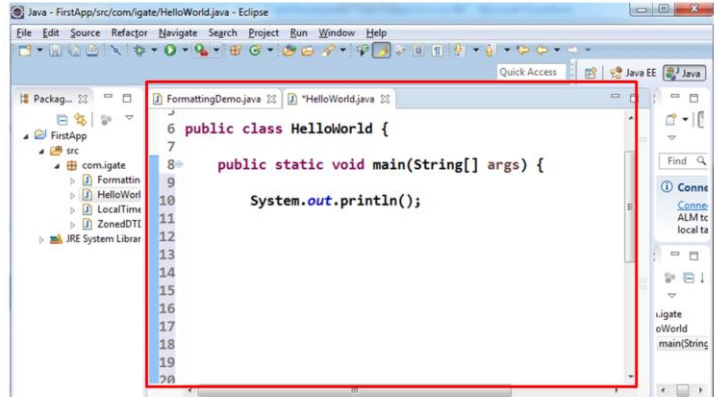 Java - FirstApp/src/com/igate/HelloWorld.java - Eclipse
File Edit Source Refactor Navigate Search Project Run Window Help
Quick Access Java EE Java
Packag...
FirstApp
src
com.igate
Formattin
HelloWorl
LocalTime
ZonedDTD
JRE System Librar
FormattingDemo.java *HelloWorld.java
6 public class HelloWorld {
7
8 public static void main(String[] args) {
9
10 System.out.println();
11
12
13
14
15
16
17
18
19
20
Find
Conne
Conne
ALM to
local ta
.igate
oWorld
main(String